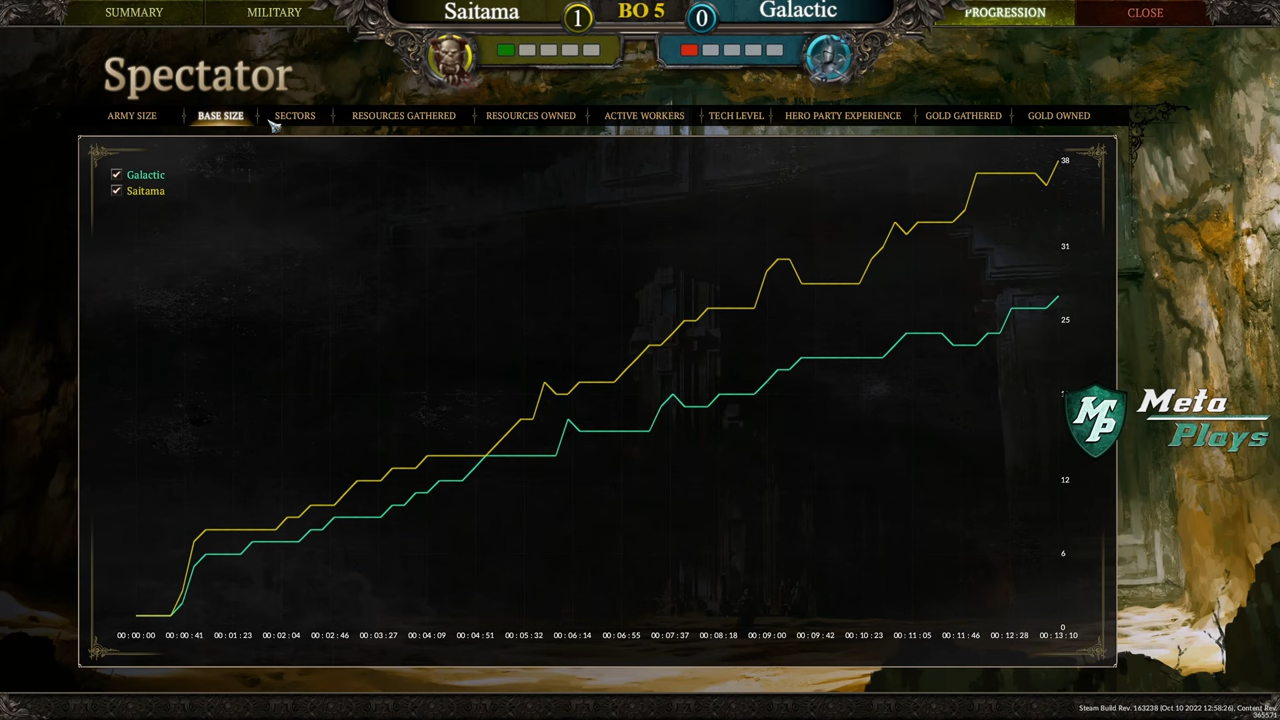 SUMMARY
MILITARY
Saitama
1
BO 5
0
Galactic
PROGRESSION
CLOSE
Spectator
ARMY SIZE
BASE SIZE
SECTORS
RESOURCES GATHERED
RESOURCES OWNED
ACTIVE WORKERS
TECH LEVEL
HERO PARTY EXPERIENCE
GOLD GATHERED
GOLD OWNED
Galactic
Saitama
38
31
25
12
6
0
MP
Meta
Plays
00 : 00 : 00
00 : 00 : 41
00 : 01 : 23
00 : 02 : 04
00 : 02 : 46
00 : 03 : 27
00 : 04 : 09
00 : 04 : 51
00 : 05 : 32
00 : 06 : 14
00 : 06 : 55
00 : 07 : 37
00 : 08 : 18
00 : 09 : 00
00 : 09 : 42
00 : 10 : 23
00 : 11 : 05
00 : 11 : 46
00 : 12 : 28
00 : 13 : 10
Steam Build Rev. 163238 (Oct 10 2022 12:58:26), Content Rev.
365571